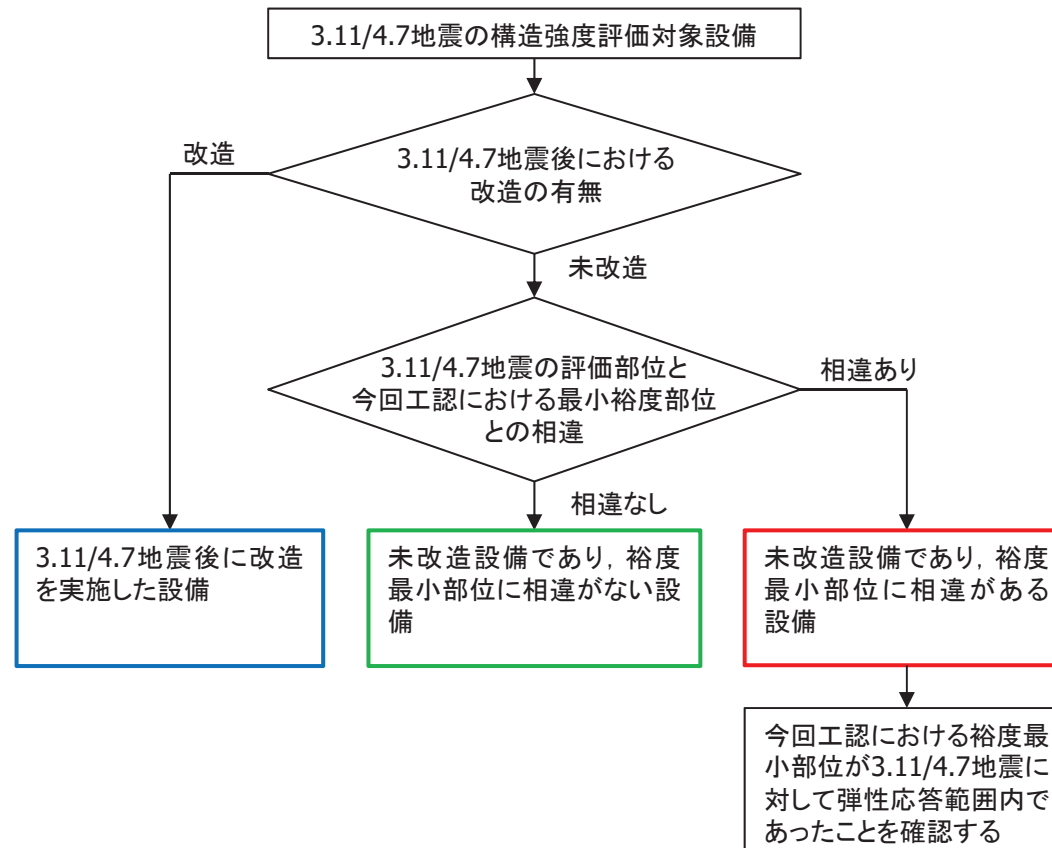 3.11/4.7地震の構造強度評価対象設備
改造
3.11/4.7地震後における
改造の有無
未改造
3.11/4.7地震の評価部位と
今回工認における最小裕度部位
との相違
相違あり
相違なし
3.11/4.7地震後に改造
を実施した設備
未改造設備であり，裕度
最小部位に相違がない設
備
未改造設備であり，裕度
最小部位に相違がある
設備
今回工認における裕度最
小部位が3.11/4.7地震に
対して弾性応答範囲内で
あったことを確認する